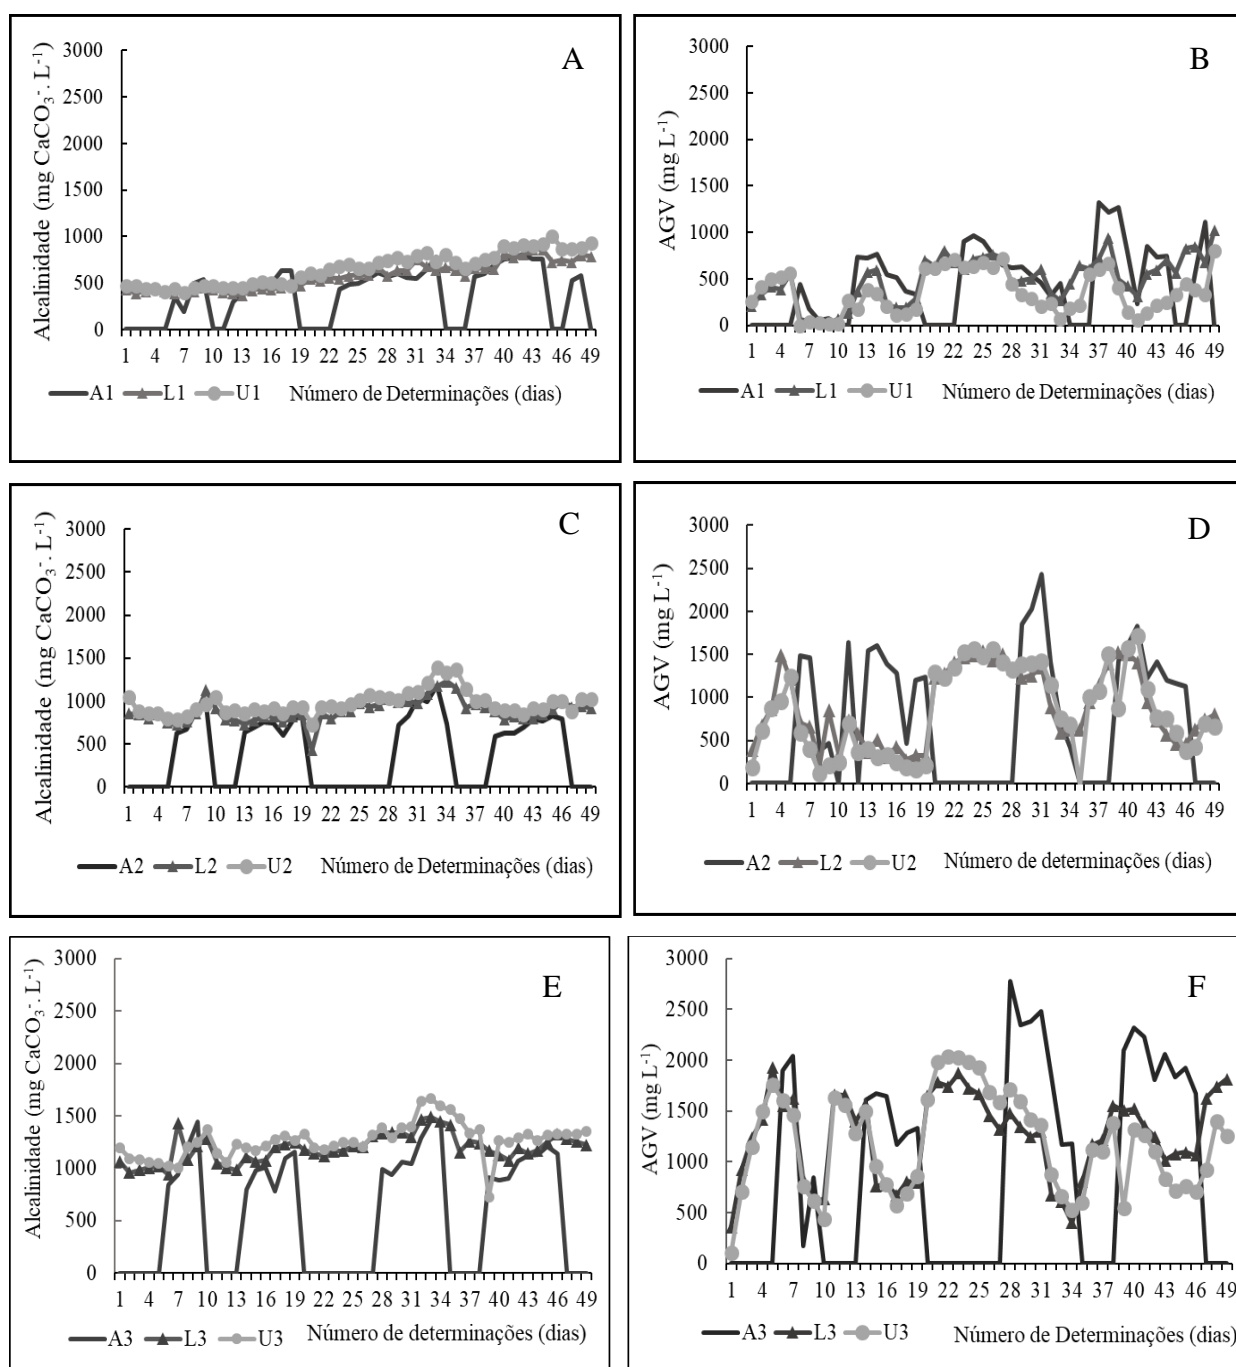 A
Alcalinidade (mg CaCO3-. L-1)
3000
2500
2000
1500
1000
500
0
1 4 7 10 13 16 19 22 25 28 31 34 37 40 43 46 49
A1 L1 U1 Número de Determinações (dias)
B
AGV (mg L-1)
3000
2500
2000
1500
1000
500
0
1 4 7 10 13 16 19 22 25 28 31 34 37 40 43 46 49
A1 L1 U1 Número de Determinações (dias)
C
Alcalinidade (mg CaCO3-. L-1)
3000
2500
2000
1500
1000
500
0
1 4 7 10 13 16 19 22 25 28 31 34 37 40 43 46 49
A2 L2 U2 Número de Determinações (dias)
D
AGV (mg L-1)
3000
2500
2000
1500
1000
500
0
1 4 7 10 13 16 19 22 25 28 31 34 37 40 43 46 49
A2 L2 U2 Número de determinações (dias)
E
Alcalinidade (mg CaCO3-. L-1)
3000
2500
2000
1500
1000
500
0
1 4 7 10 13 16 19 22 25 28 31 34 37 40 43 46 49
A3 L3 U3 Número de determinações (dias)
F
AGV (mg L-1)
3000
2500
2000
1500
1000
500
0
1 4 7 10 13 16 19 22 25 28 31 34 37 40 43 46 49
A3 L3 U3 Número de Determinações (dias)